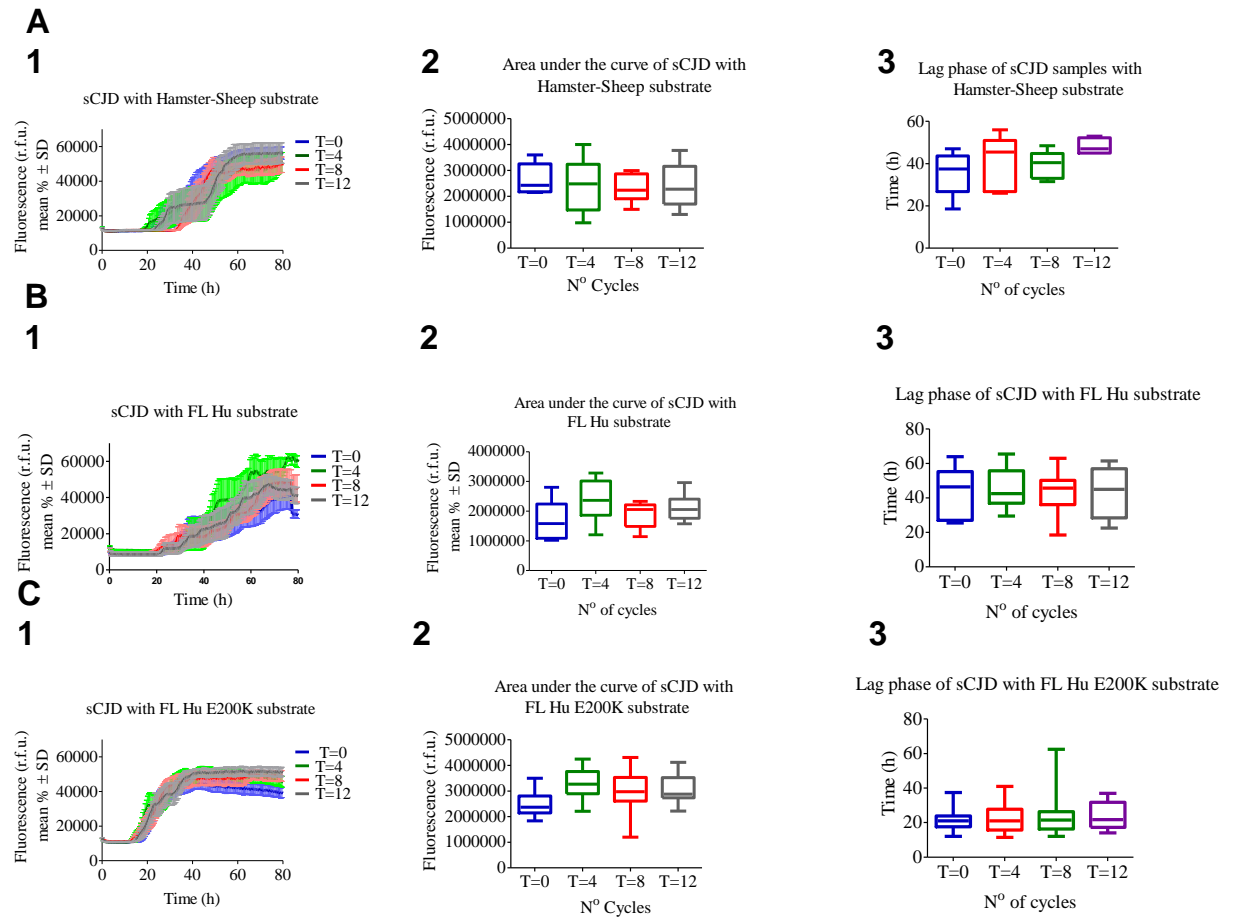 A
1
sCJD with Hamster-Sheep substrate
Fluorescence (r.f.u.)
mean % ± SD
60000
40000
20000
0
0 20 40 60 80
Time (h)
T=0
T=4
T=8
T=12
2
Area under the curve of sCJD with
Hamster-Sheep substrate
Fluorescence (r.f.u.)
5000000
4000000
3000000
2000000
1000000
0
T=0 T=4 T=8 T=12
Nº Cycles
3
Lag phase of sCJD samples with
Hamster-Sheep substrate
Time (h)
60
40
20
0
T=0 T=4 T=8 T=12
Nº of cycles
B
1
sCJD with FL Hu substrate
Fluorescence (r.f.u.)
mean % ± SD
60000
40000
20000
0
0 20 40 60 80
Time (h)
T=0
T=4
T=8
T=12
2
Area under the curve of sCJD with
FL Hu substrate
Fluorescence (r.f.u.)
mean % ± SD
4000000
3000000
2000000
1000000
0
T=0 T=4 T=8 T=12
Nº of cycles
3
Lag phase of sCJD with FL Hu substrate
Time (h)
80
60
40
20
0
T=0 T=4 T=8 T=12
Nº of cycles
C
1
sCJD with FL Hu E200K substrate
Fluorescence (r.f.u.)
mean % ± SD
60000
40000
20000
0
0 20 40 60 80
Time (h)
T=0
T=4
T=8
T=12
2
Area under the curve of sCJD with
FL Hu E200K substrate
Fluorescence (r.f.u.)
5000000
4000000
3000000
2000000
1000000
0
T=0 T=4 T=8 T=12
Nº Cycles
3
Lag phase of sCJD with FL Hu E200K substrate
Time (h)
80
60
40
20
0
T=0 T=4 T=8 T=12
Nº of cycles